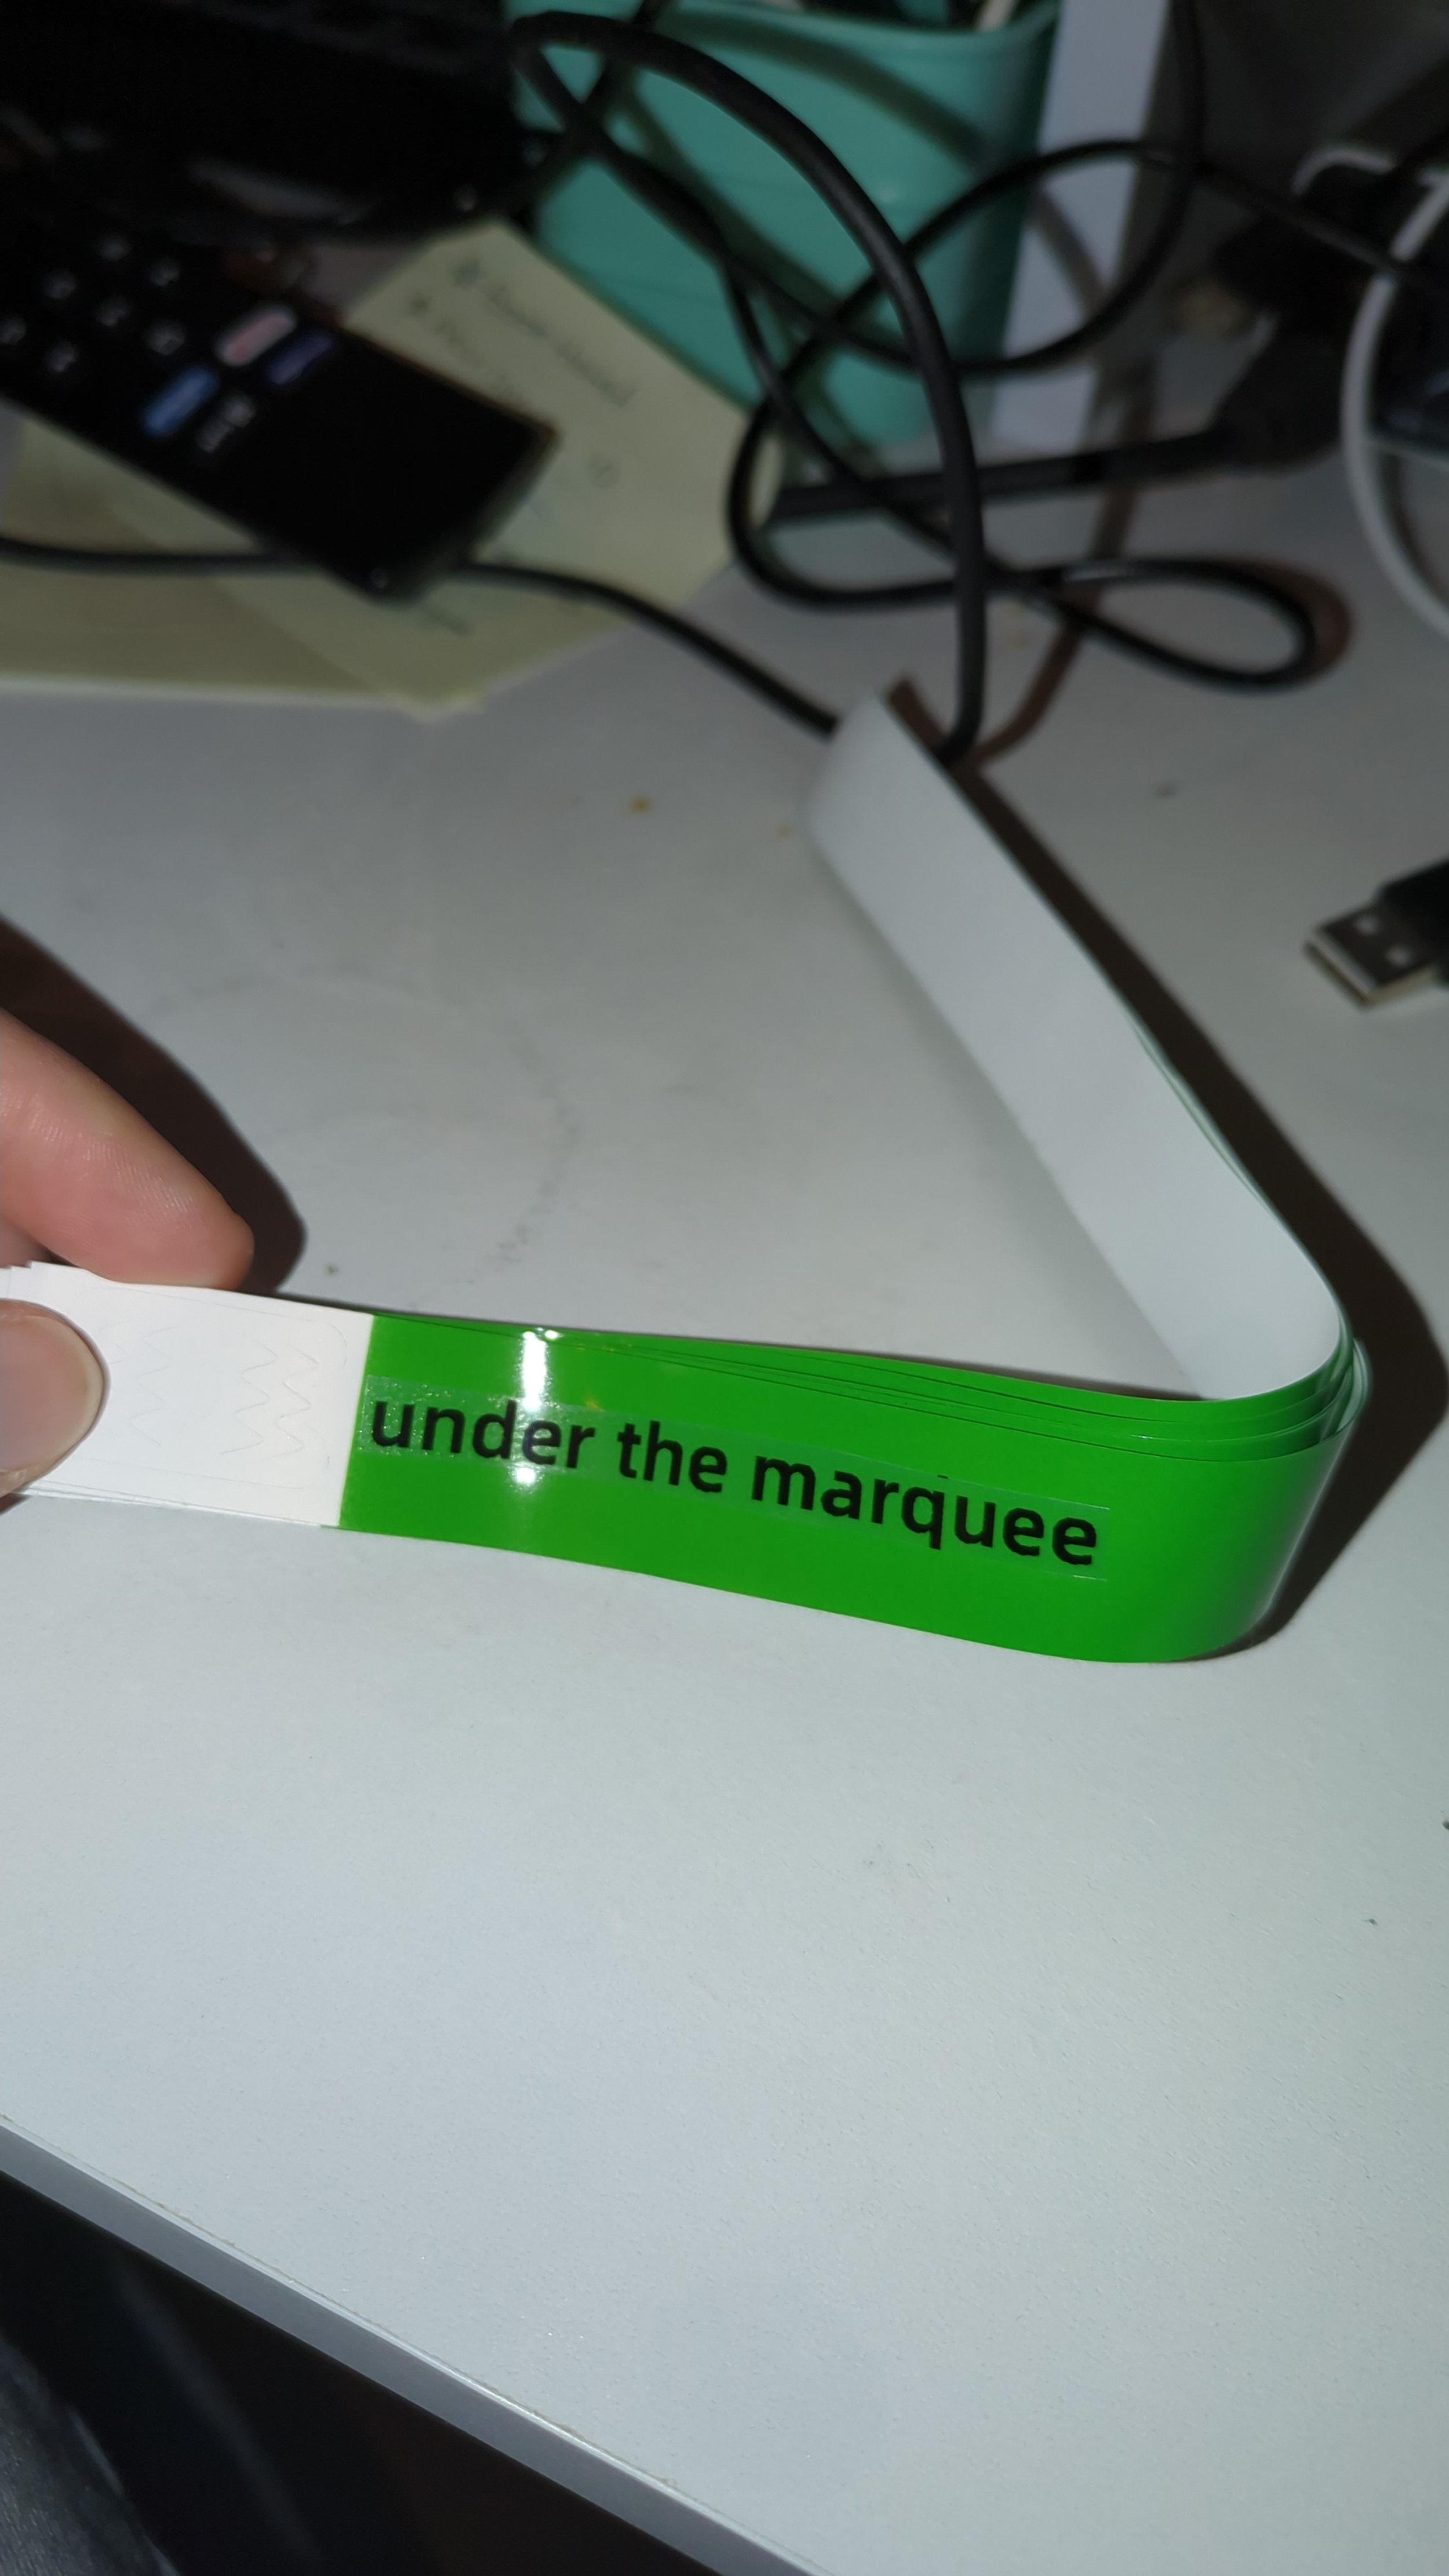 under the marquee